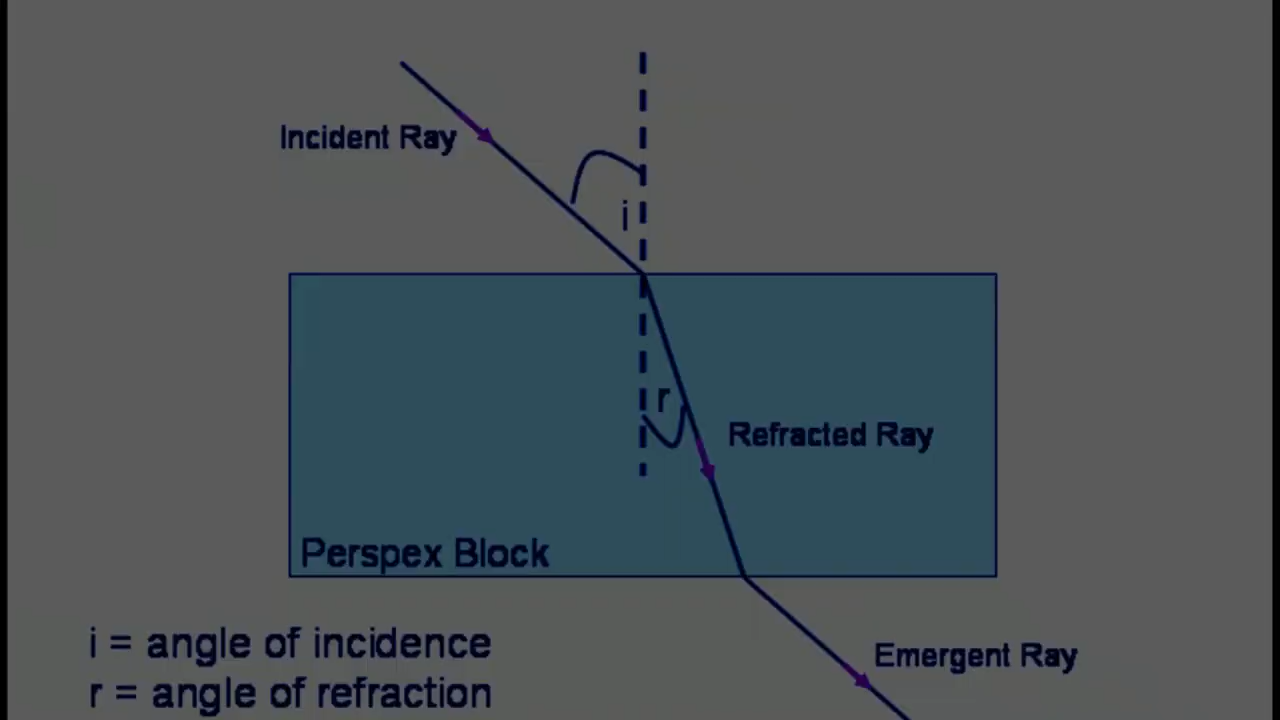 Incident Ray
i
r
Refracted Ray
Perspex Block
i = angle of incidence
Emergent Ray
r = angle of refraction